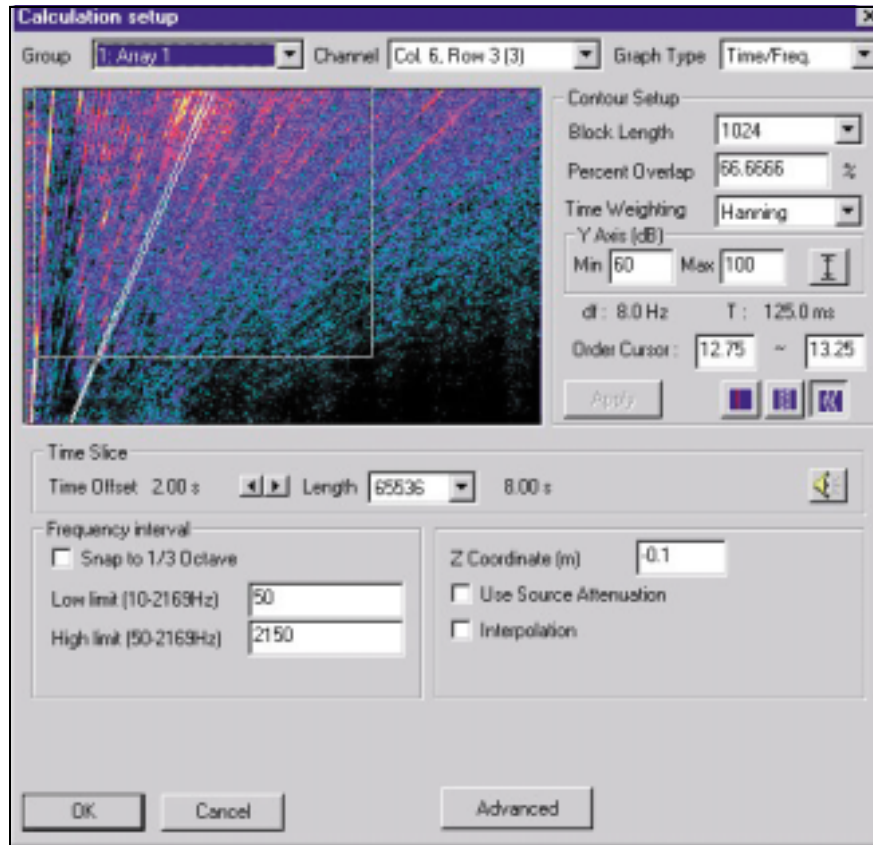 Calculation setup
Group 1: Array 1 Channel Col. 6, Row 3 (3) Graph Type Time/Freq.
Contour Setup
Block Length 1024
Percent Overlap 66.6666 %
Time Weighting Hanning
Y Axis (dB)
Min 60 Max 100
df : 8.0 Hz T : 125.0 ms
Order Cursor : 12.75 ~ 13.25
Apply
Time Slice
Time Offset 2.00 s Length 65536 8.00 s
Frequency interval
Snap to 1/3 Octave
Low limit (10-2169Hz) 50
High limit (50-2169Hz) 2150
Z Coordinate (m) -0.1
Use Source Attenuation
Interpolation
OK Cancel Advanced